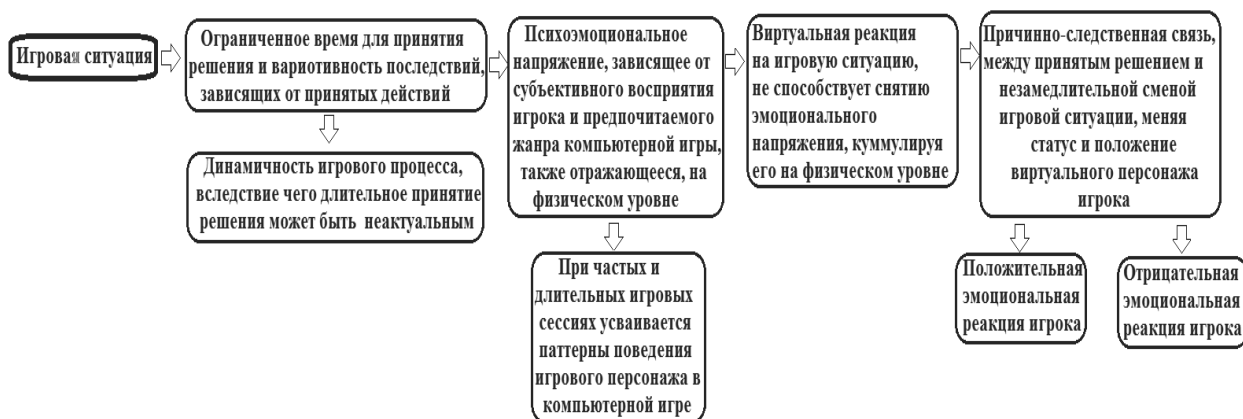 Игровая ситуация
Ограниченное время для принятия
решения и вариотивность последствий,
зависящих от принятых действий
Динамичность игрового процесса,
вследствие чего длительное принятие
решения может быть неактуальным
Психоэмоциональное
напряжение, зависящее от
субъективного восприятия
игрока и предпочитаемого
жанра компьютерной игры,
также отражающееся, на
физическом уровне
При частых и
длительных игровых
сессиях усваивается
паттерны поведения
игрового персонажа в
компьютерной игре
Виртуальная реакция
на игровую ситуацию,
не способствует снятию
эмоционального
напряжения, куммулируя
его на физическом уровне
Причинно-следственная связь,
между принятым решением и
незамедлительной сменой
игровой ситуации, меняя
статус и положение
виртуального персонажа
игрока
Положительная
эмоциональная
реакция игрока
Отрицательная
эмоциональная
реакция игрока